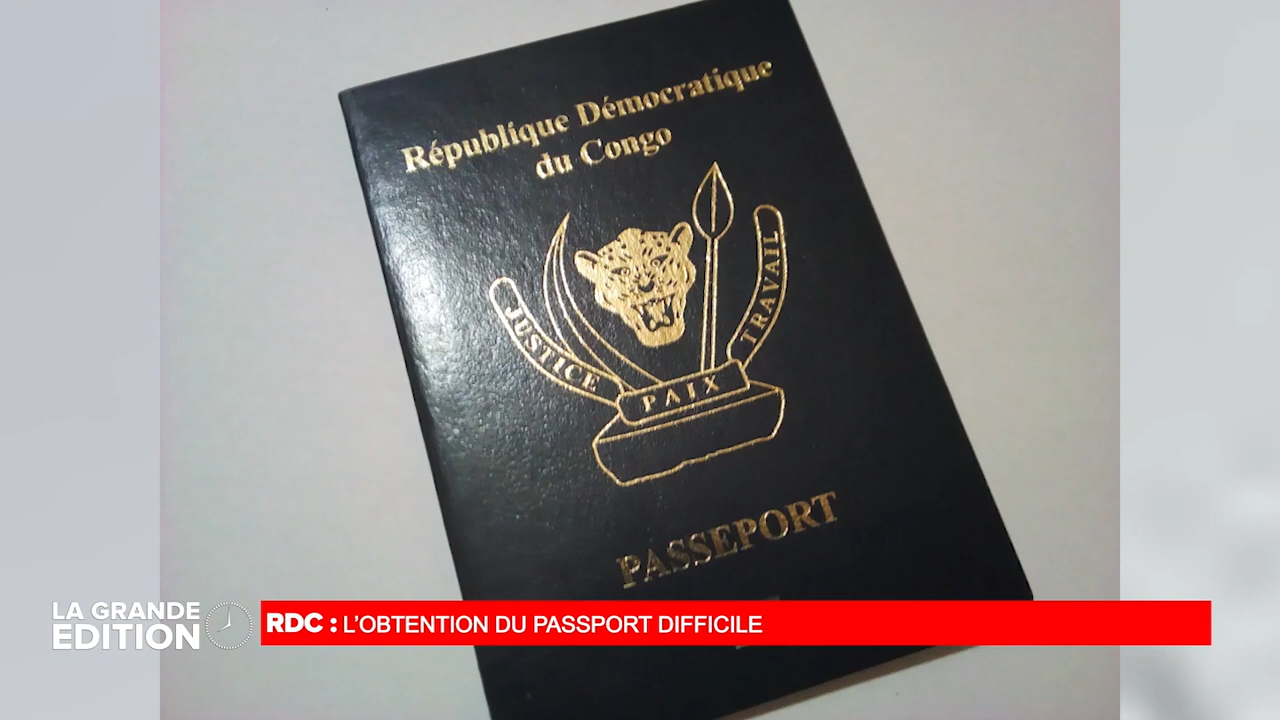 République Démocratique
du Congo
JUSTICE
PAIX
TRAVAIL
PASSEPORT
LA GRANDE
EDITION
RDC : L’OBTENTION DU PASSPORT DIFFICILE